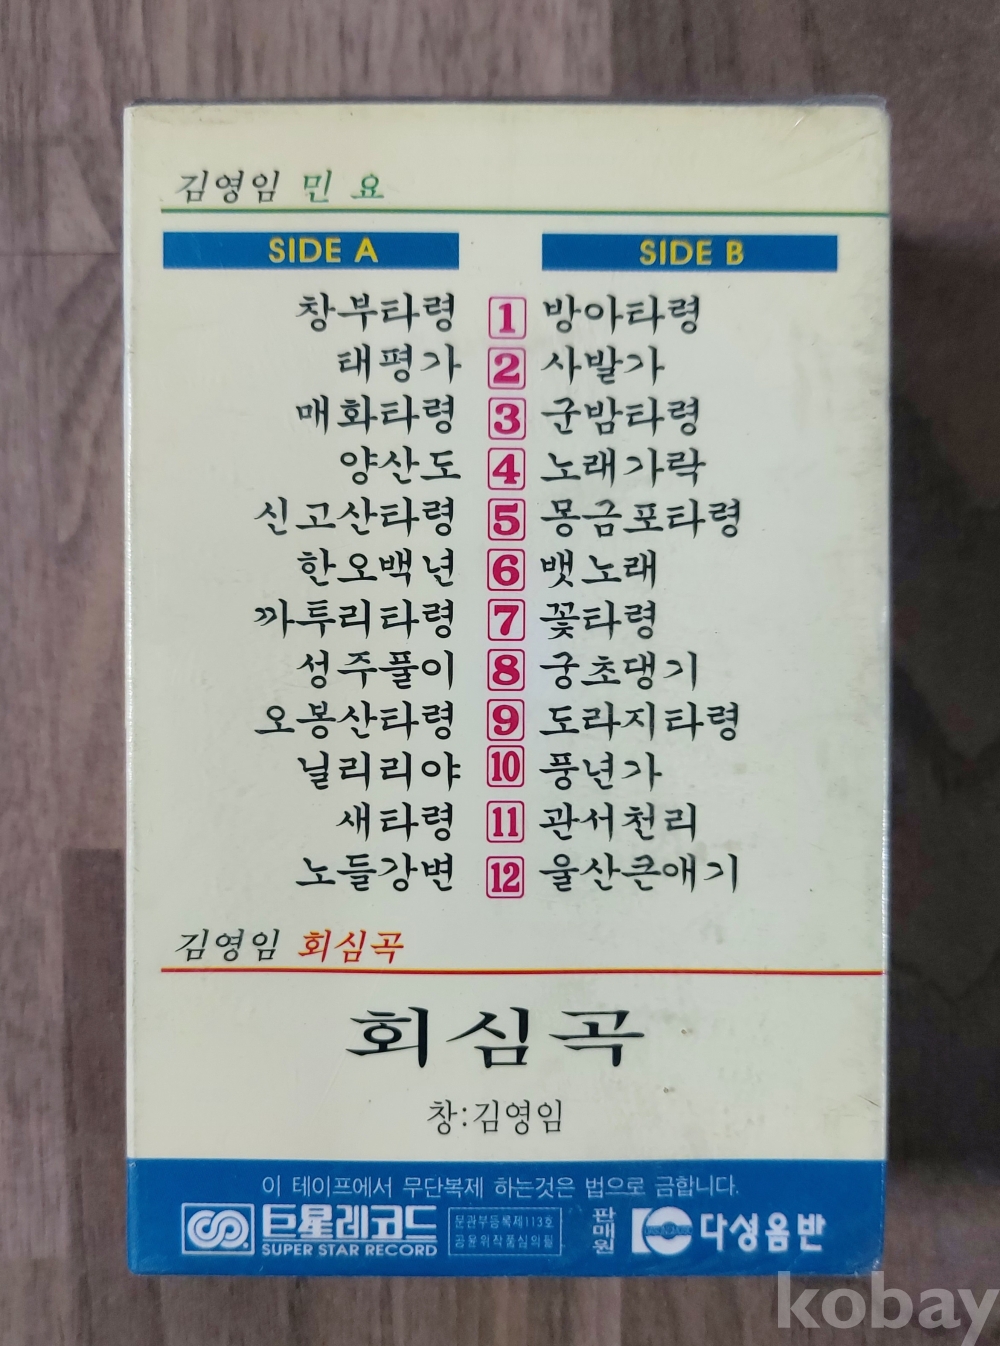 김영임 민 요
SIDE A SIDE B
창부타령 1 방아타령
태평가 2 사발가
매화타령 3 군밤타령
양산도 4 노래가락
신고산타령 5 몽금포타령
한오백년 6 뱃노래
까투리타령 7 꽃타령
성주풀이 8 궁초댕기
오봉산타령 9 도라지타령
닐리리야 10 풍년가
새타령 11 관서천리
노들강변 12 울산큰애기
김영임 회심곡
회심곡
창:김영임
이 테이프에서 무단복제 하는것은 법으로 금합니다.
巨星레코드
SUPER STAR RECORD
문관부등록제113호
공윤위작품심의필
판매원
다성음반
kobay